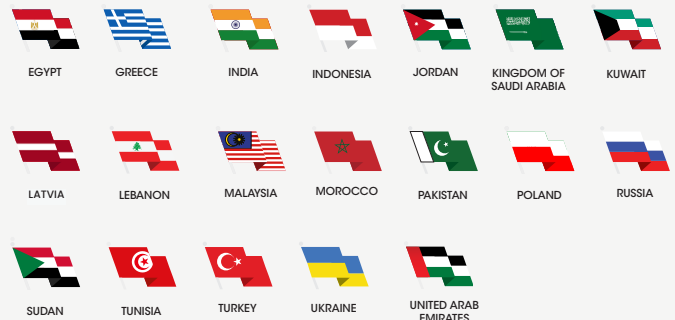 EGYPT
GREECE
INDIA
INDONESIA
JORDAN
KINGDOM OF
SAUDI ARABIA
KUWAIT
LATVIA
LEBANON
MALAYSIA
MOROCCO
PAKISTAN
POLAND
RUSSIA
SUDAN
TUNISIA
TURKEY
UKRAINE
UNITED ARAB
EMIRATES